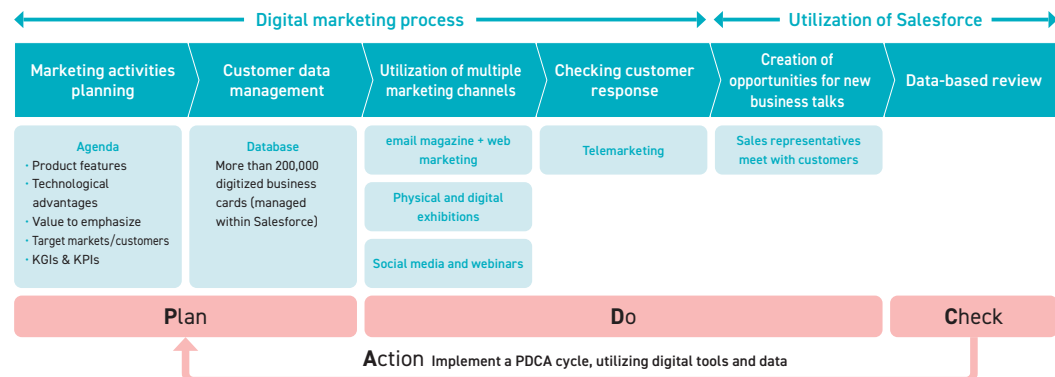 Digital marketing process
Utilization of Salesforce
Marketing activities
planning
Customer data
management
Utilization of multiple
marketing channels
Checking customer
response
Creation of
opportunities for new
business talks
Data-based review
Agenda
・Product features
・Technological
advantages
・Value to emphasize
・Target markets/customers
・KGIs & KPIs
Database
More than 200,000
digitized business
cards (managed
within Salesforce)
email magazine + web
marketing
Physical and digital
exhibitions
Social media and webinars
Telemarketing
Sales representatives
meet with customers
Plan
Do
Check
Action Implement a PDCA cycle, utilizing digital tools and data